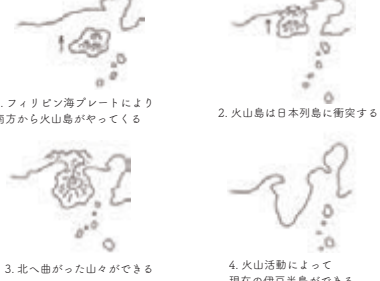 . フィリピン海プレートにより
南方から火山島がやってくる
2. 火山島は日本列島に衝突する
3. 北へ曲がった山々ができる
4. 火山活動によって
現在の伊豆半島ができる